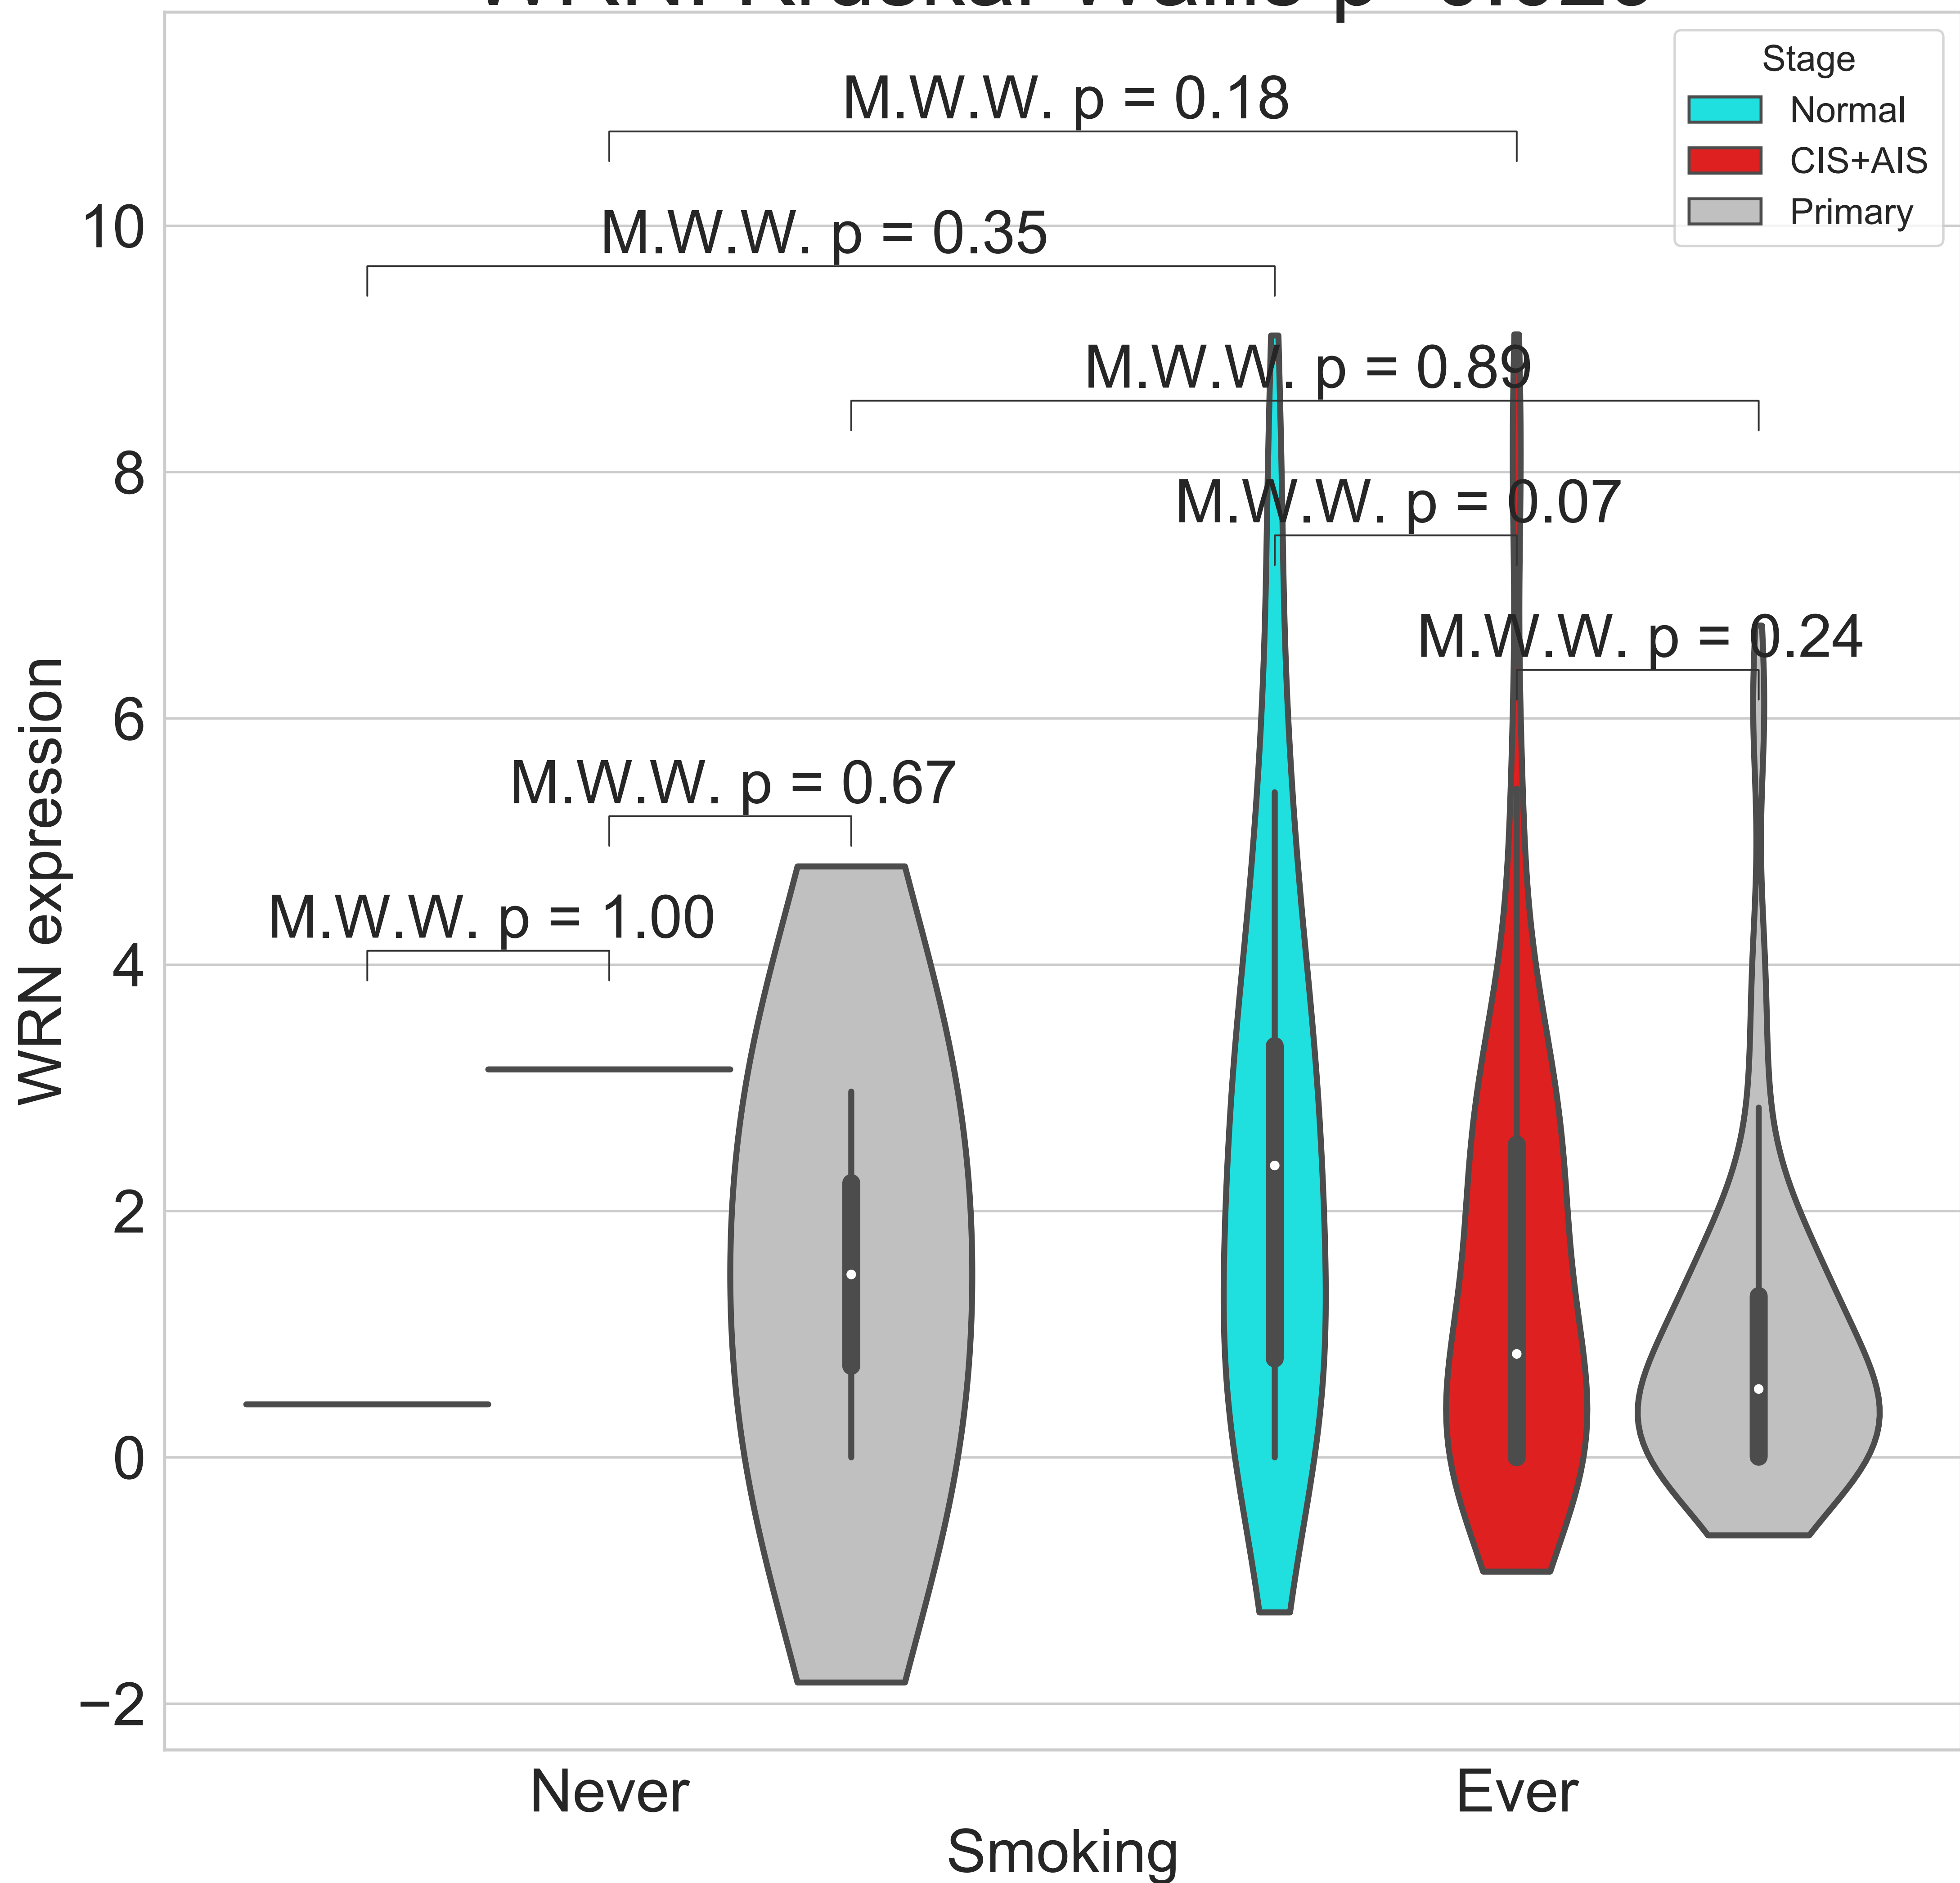 Stage
Normal
CIS+AIS
Primary
M.W.W. p = 0.18
M.W.W. p = 0.35
M.W.W. p = 0.89
M.W.W. p = 0.07
M.W.W. p = 0.24
M.W.W. p = 0.67
M.W.W. p = 1.00
10
8
6
4
2
0
−2
WRN expression
Never
Ever
Smoking